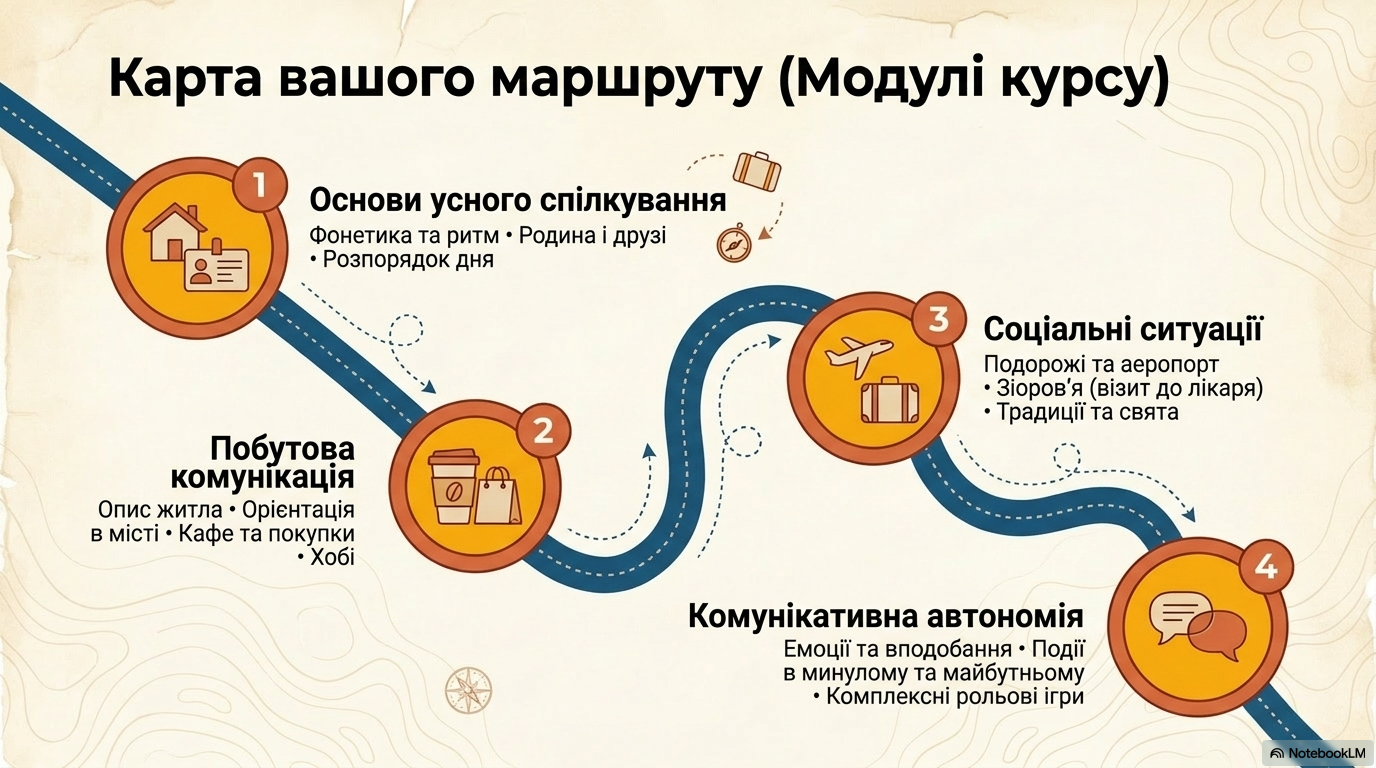 Карта вашого маршруту (Модулі курсу)
1
Основи усного спілкування
Фонетика та ритм • Родина і друзі
• Розпорядок дня
2
Побутова
комунікація
Опис житла • Орієнтація
в місті • Кафе та покупки
• Хобі
3
Соціальні ситуації
Подорожі та аеропорт
• Зіоров’я (візит до лікаря)
• Традиції та свята
4
Комунікативна автономія
Емоції та вподобання • Події
в минулому та майбутньому
• Комплексні рольові ігри
NotebookLM